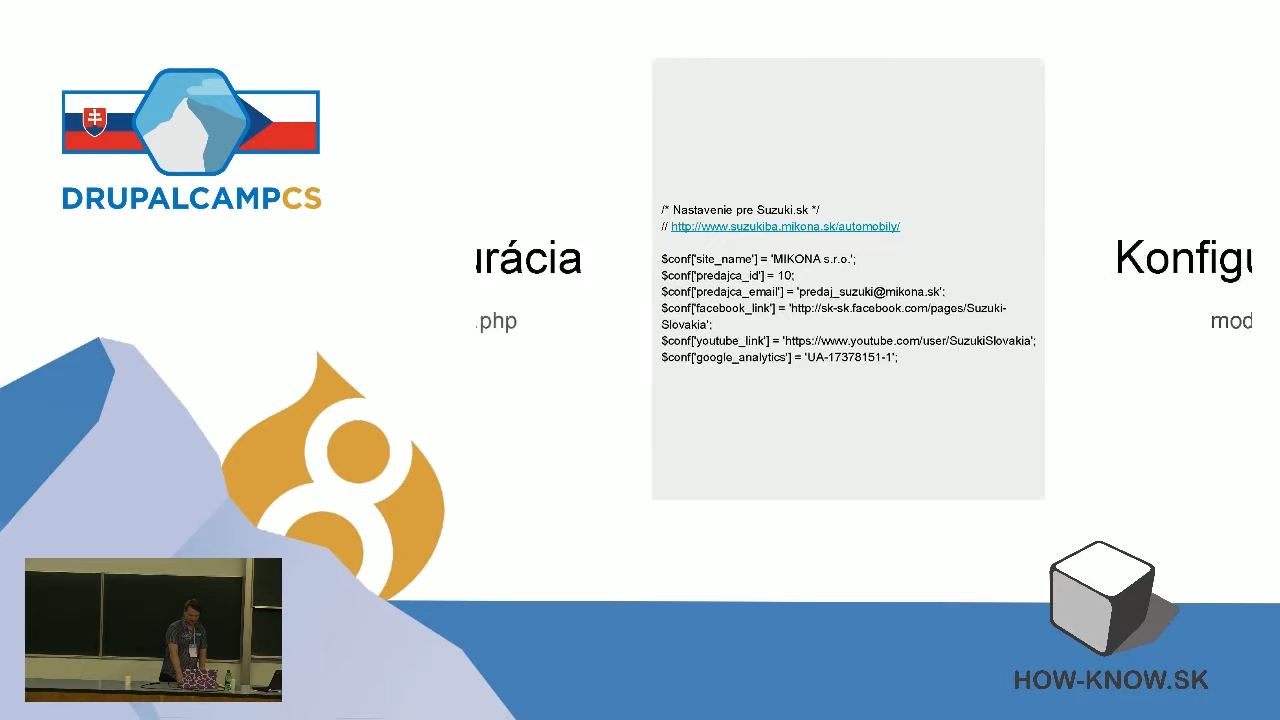 DRUPALCAMPCS
urácia
.php
/* Nastavenie pre Suzuki.sk */
// http://www.suzukiba.mikona.sk/automobily/
$conf['site_name'] = 'MIKONA s.r.o.';
$conf['predajca_id'] = 10;
$conf['predajca_email'] = 'predaj_suzuki@mikona.sk';
$conf['facebook_link'] = 'http://sk-sk.facebook.com/pages/Suzuki-
Slovakia';
$conf['youtube_link'] = 'https://www.youtube.com/user/SuzukiSlovakia';
$conf['google_analytics'] = 'UA-17378151-1';
Konfigu
mod
HOW-KNOW.SK